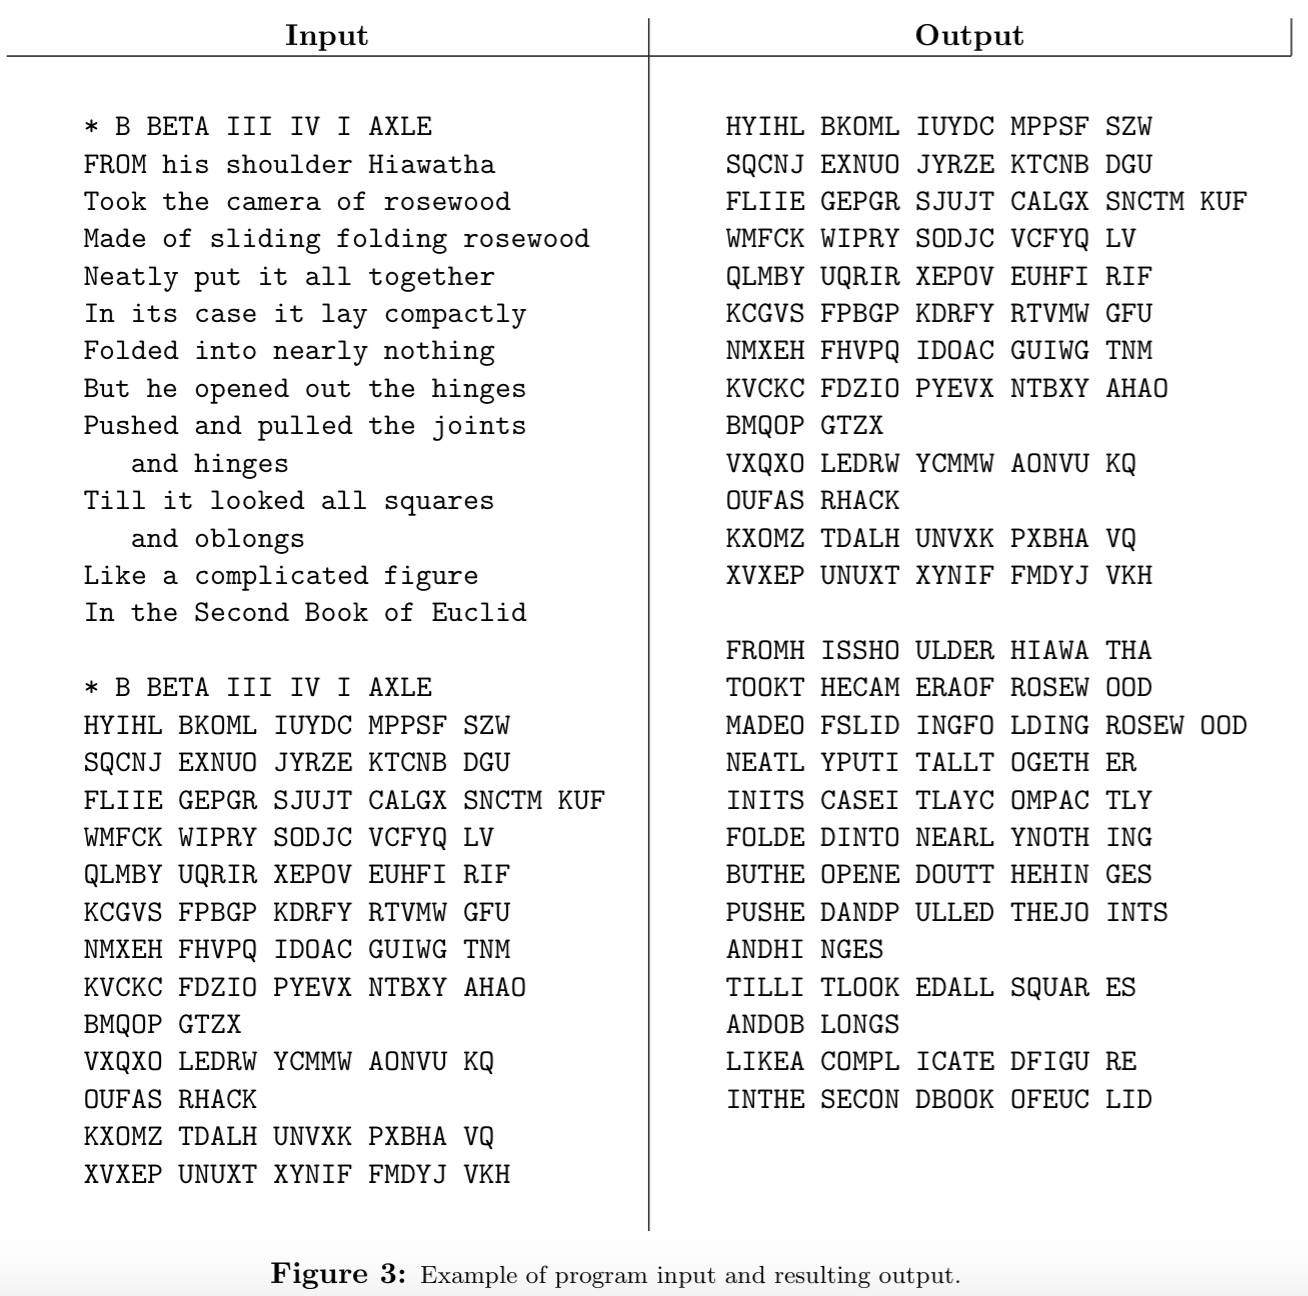 Input
* B BETA III IV I AXLE
FROM his shoulder Hiawatha
Took the camera of rosewood
Made of sliding folding rosewood
Neatly put it all together
In its case it lay compactly
Folded into nearly nothing
But he opened out the hinges
Pushed and pulled the joints
and hinges
Till it looked all squares
and oblongs
Like a complicated figure
In the Second Book of Euclid
* B BETA III IV I AXLE
HYIHL BKOML IUYDC MPPSF SZW
SQCNJ EXNUO JYRZE KTCNB DGU
FLIIE GEPGR SJUJT CALGX SNCTM KUF
WMFCK WIPRY SODJC VCFYQ LV
QLMBY UQRIR XEPOV EUHFI RIF
KCGVS FPBGP KDRFY RTVMW GFU
NMXEH FHVPQ IDOAC GUIWG TNM
KVCKC FDZIO PYEVX NTBXY AHAO
BMQOP GTZX
VXQXO LEDRW YCMMW AONVU KQ
OUFAS RHACK
KXOMZ TDALH UNVXK PXBHA VQ
XVXEP UNUXT XYNIF FMDYJ VKH
Output
HYIHL BKOML IUYDC MPPSF SZW
SQCNJ EXNUO JYRZE KTCNB DGU
FLIIE GEPGR SJUJT CALGX SNCTM KUF
WMFCK WIPRY SODJC VCFYQ LV
QLMBY UQRIR XEPOV EUHFI RIF
KCGVS FPBGP KDRFY RTVMW GFU
NMXEH FHVPQ IDOAC GUIWG TNM
KVCKC FDZIO PYEVX NTBXY AHAO
BMQOP GTZX
VXQXO LEDRW YCMMW AONVU KQ
OUFAS RHACK
KXOMZ TDALH UNVXK PXBHA VQ
XVXEP UNUXT XYNIF FMDYJ VKH
FROMH ISSHO ULDER HIAWA THA
TOOKT HECAM ERAOF ROSEW OOD
MADEO FSLID INGFO LDING ROSEW OOD
NEATL YPUTI TALLT OGETH ER
INITS CASEI TLAYC OMPAC TLY
FOLDE DINTO NEARL YNOTH ING
BUTHE OPENE DOUTT HEHIN GES
PUSHE DANDP ULLED THEJO INTS
ANDHI NGES
TILLI TLOOK EDALL SQUAR ES
ANDOB LONGS
LIKEA COMPL ICATE DFIGU RE
INTHE SECON DBOOK OFEUC LID
Figure 3: Example of program input and resulting output.